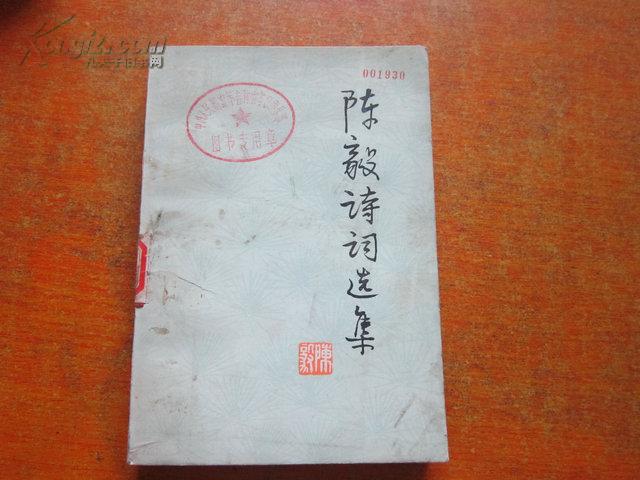 Kongfz.com
孔夫子旧书网
001930
图书专用章
陈毅诗词选集
陳毅